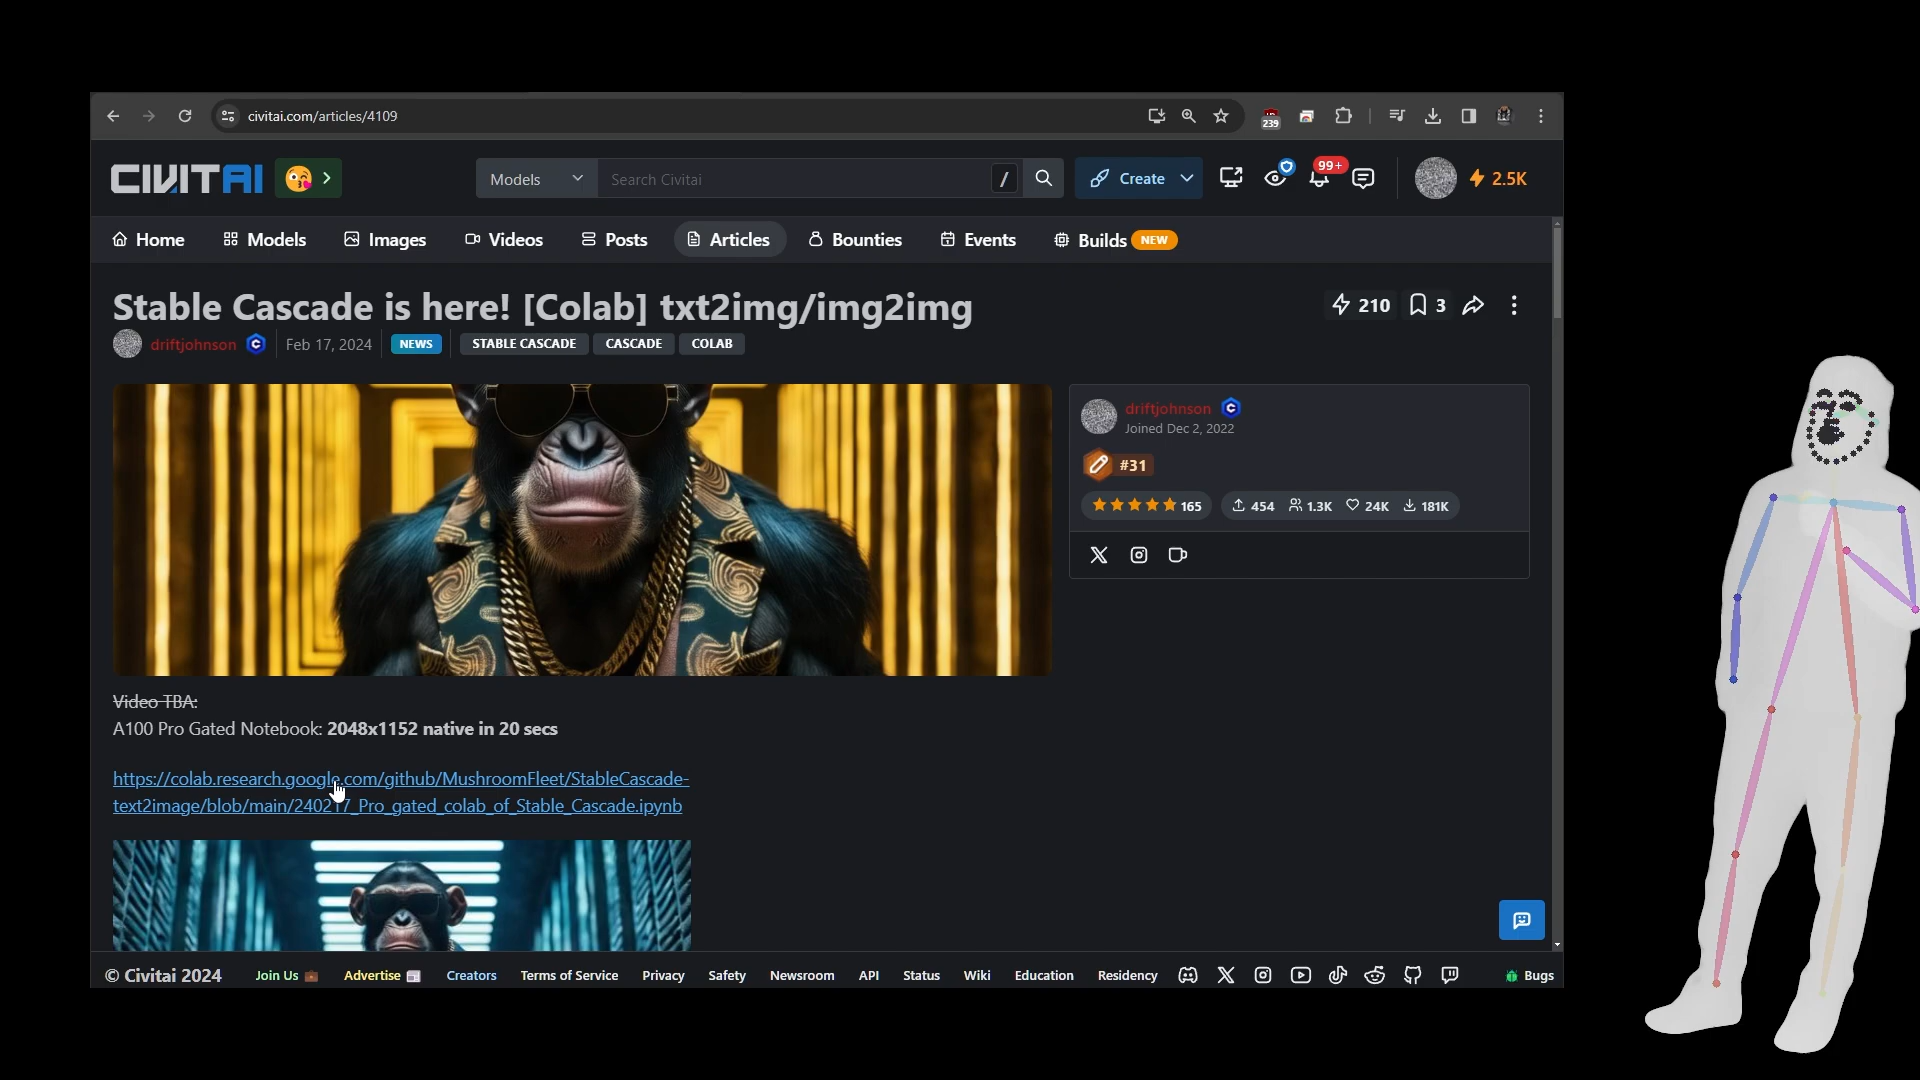 civitai.com/articles/4109
239
CIVITAI
Models
Search Civitai
/
Create
99+
2.5K
Home
Models
Images
Videos
Posts
Articles
Bounties
Events
Builds NEW
Stable Cascade is here! [Colab] txt2img/img2img
210
3
driftjohnson
Feb 17, 2024
NEWS
STABLE CASCADE
CASCADE
COLAB
driftjohnson
Joined Dec 2, 2022
#31
165
454
1.3K
24K
181K
Video TBA:
A100 Pro Gated Notebook: 2048x1152 native in 20 secs
https://colab.research.google.com/github/MushroomFleet/StableCascade-
text2image/blob/main/240217_Pro_gated_colab_of_Stable_Cascade.ipynb
© Civitai 2024
Join Us
Advertise
Creators
Terms of Service
Privacy
Safety
Newsroom
API
Status
Wiki
Education
Residency
Bugs